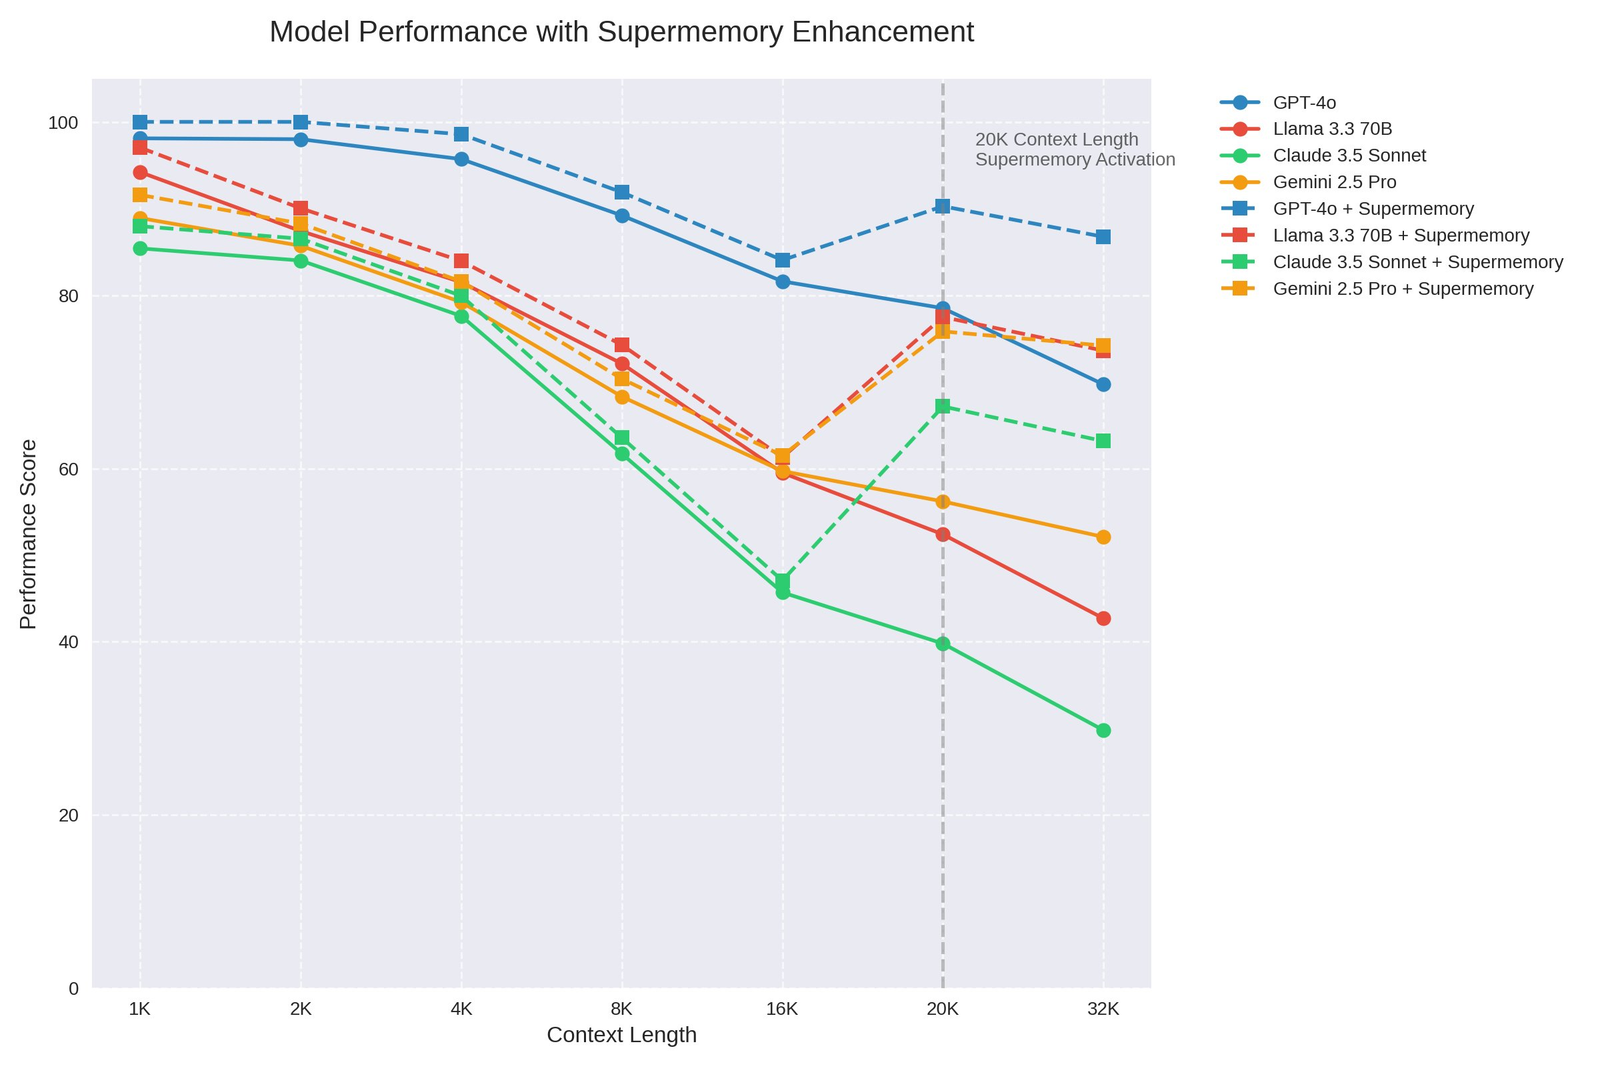 Model Performance with Supermemory Enhancement
100
80
60
40
20
0
Performance Score
20K Context Length
Supermemory Activation
1K 2K 4K 8K 16K 20K 32K
Context Length
GPT-4o
Llama 3.3 70B
Claude 3.5 Sonnet
Gemini 2.5 Pro
GPT-4o + Supermemory
Llama 3.3 70B + Supermemory
Claude 3.5 Sonnet + Supermemory
Gemini 2.5 Pro + Supermemory